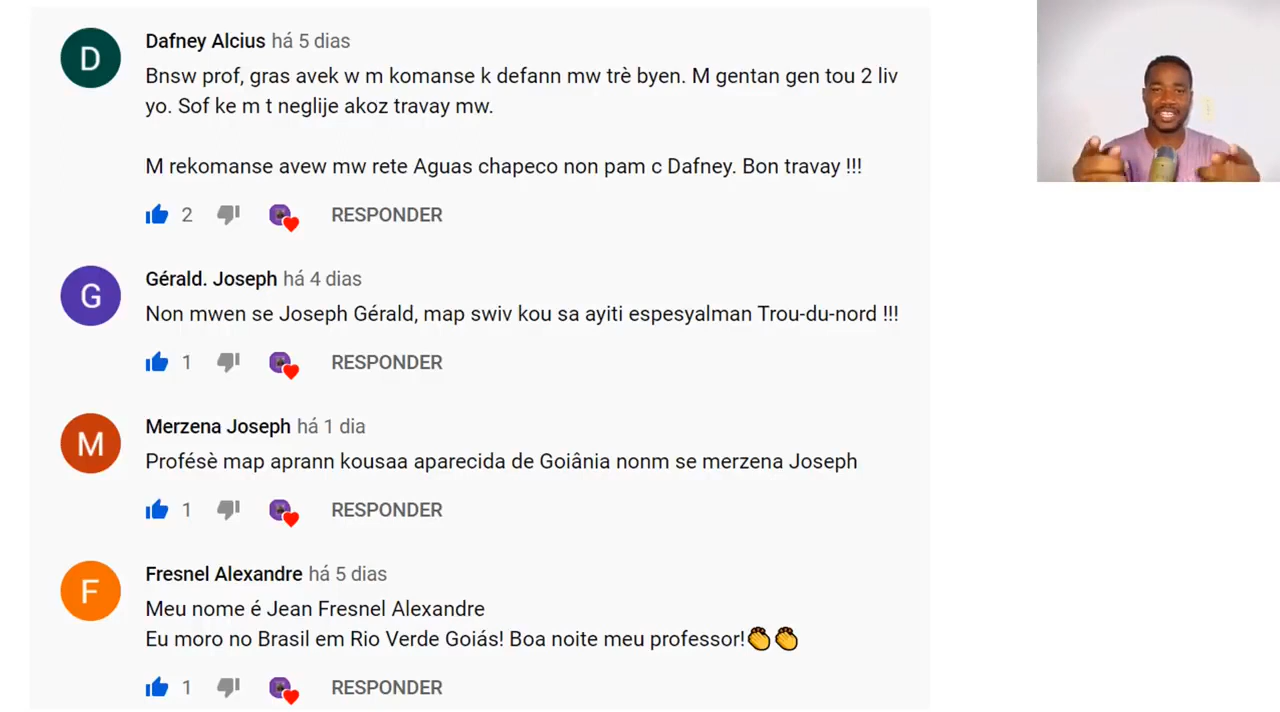 D
Dafney Alcius há 5 dias
Bnsw prof, gras avek w m komanse k defann mw trè byen. M gentan gen tou 2 liv
yo. Sof ke m t neglije akoz travay mw.
M rekomanse avew mw rete Aguas chapeco non pam c Dafney. Bon travay !!!
2 RESPONDER
G
Gérald. Joseph há 4 dias
Non mwen se Joseph Gérald, map swiv kou sa ayiti espesyalman Trou-du-nord !!!
1 RESPONDER
M
Merzena Joseph há 1 dia
Profésè map aprann kousaa aparecida de Goiânia nonm se merzena Joseph
1 RESPONDER
F
Fresnel Alexandre há 5 dias
Meu nome é Jean Fresnel Alexandre
Eu moro no Brasil em Rio Verde Goiás! Boa noite meu professor!👏👏
1 RESPONDER